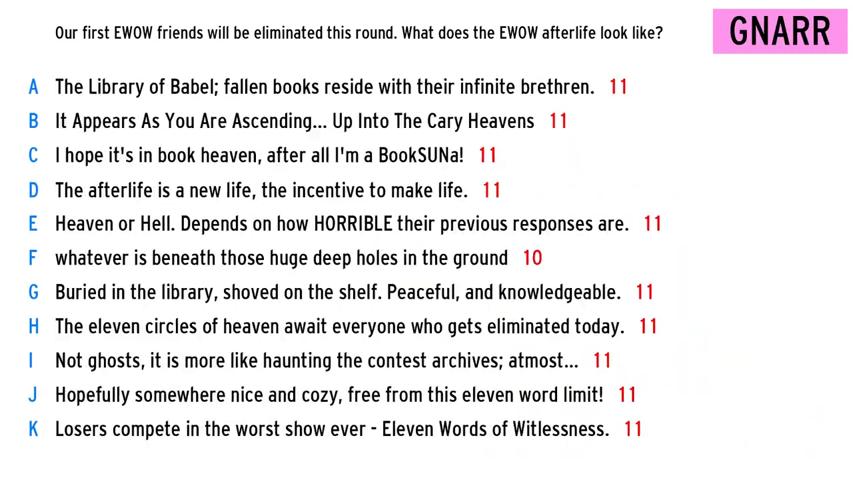 Our first EWOW friends will be eliminated this round. What does the EWOW afterlife look like?
GNARR
A The Library of Babel; fallen books reside with their infinite brethren. 11
B It Appears As You Are Ascending... Up Into The Cary Heavens 11
C I hope it's in book heaven, after all I'm a BookSUNa! 11
D The afterlife is a new life, the incentive to make life. 11
E Heaven or Hell. Depends on how HORRIBLE their previous responses are. 11
F whatever is beneath those huge deep holes in the ground 10
G Buried in the library, shoved on the shelf. Peaceful, and knowledgeable. 11
H The eleven circles of heaven await everyone who gets eliminated today. 11
I Not ghosts, it is more like haunting the contest archives; atmost... 11
J Hopefully somewhere nice and cozy, free from this eleven word limit! 11
K Losers compete in the worst show ever - Eleven Words of Witlessness. 11